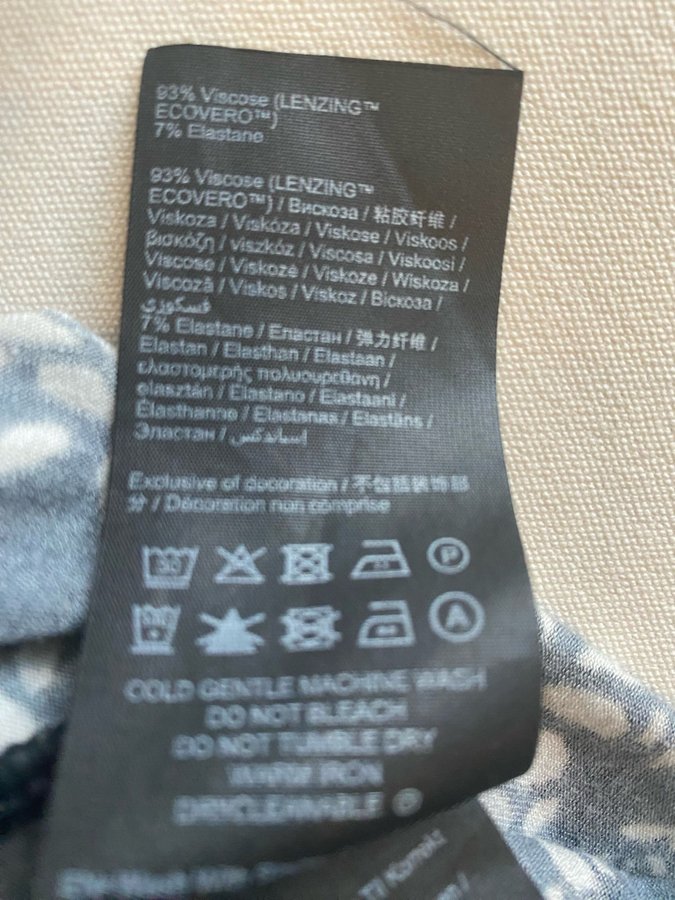 93% Viscose (LENZING™
ECOVERO™)
7% Elastane
93% Viscose (LENZING™
ECOVERO™) / Вискоза / 粘胶纤维 /
Viskoza / Viskóza / Viskose / Viskoos /
βισκόζη / viszkóz / Viscosa / Viskoosi /
Viscose / Viskozė / Viskoze / Wiskoza /
Viscoză / Viskos / Viskoz / Віскоза /
فسكوزي
7% Elastane / Еластан / 弹力纤维 /
Elastan / Elasthan / Elastaan /
ελαστομερής πολυουρεθάνη /
elasztán / Elastano / Elastaani /
Élasthanne / Elastanas / Elastāns /
Эластан / إسباندكس
Exclusive of decoration / 不包括装饰部
分 / Décoration non comprise
30 P
A
COLD GENTLE MACHINE WASH
DO NOT BLEACH
DO NOT TUMBLE DRY
WARM IRON
DRYCLEANABLE P